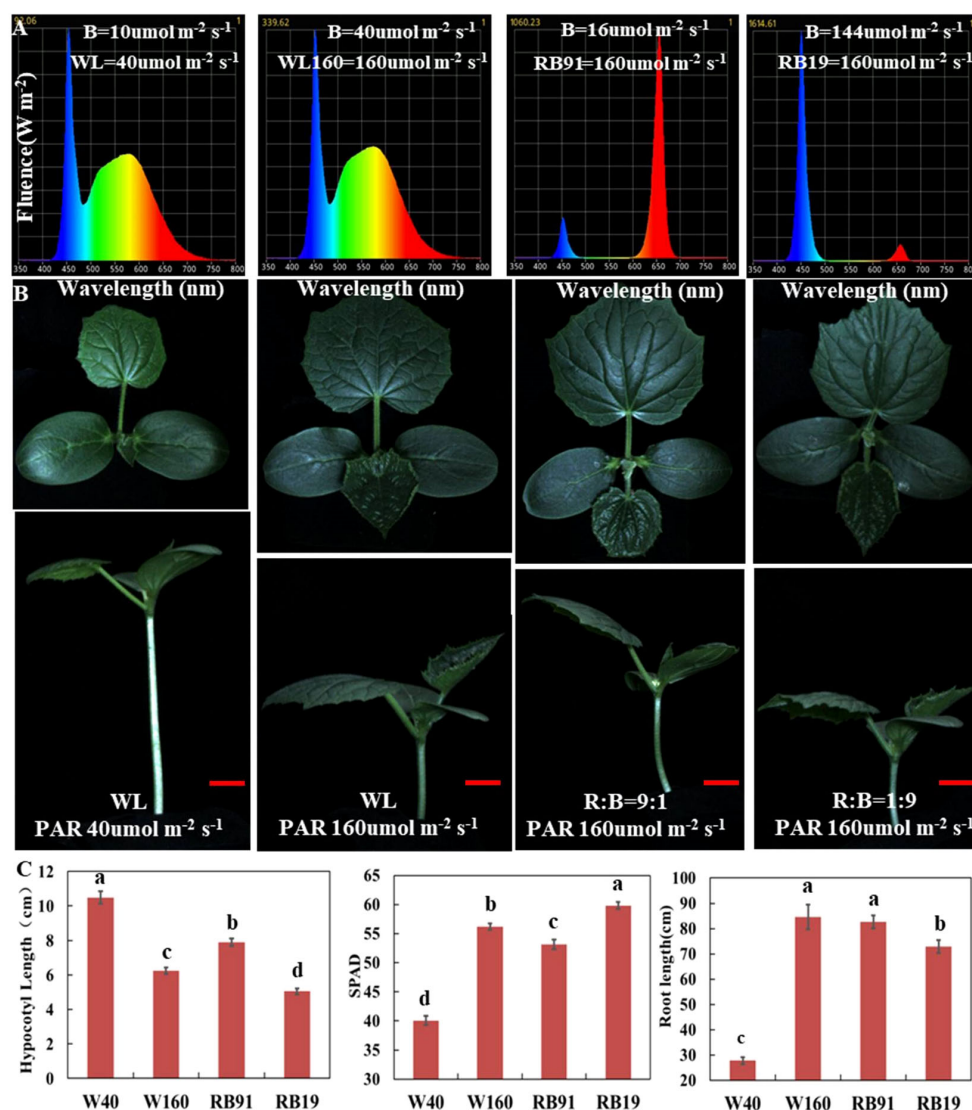 A
92.06 1
B=10umol m⁻² s⁻¹
WL=40umol m⁻² s⁻¹
Fluence(W m⁻²)
350 450 500 550 600 650 700 750 800
339.62 1
B=40umol m⁻² s⁻¹
WL160=160umol m⁻² s⁻¹
350 450 500 550 600 650 700 750 800
1060.23 1
B=16umol m⁻² s⁻¹
RB91=160umol m⁻² s⁻¹
350 450 500 550 600 650 700 750 800
1614.61 1
B=144umol m⁻² s⁻¹
RB19=160umol m⁻² s⁻¹
350 450 500 550 600 650 700 750 800
B
Wavelength (nm)
Wavelength (nm)
Wavelength (nm)
Wavelength (nm)
WL
PAR 40umol m⁻² s⁻¹
WL
PAR 160umol m⁻² s⁻¹
R:B=9:1
PAR 160umol m⁻² s⁻¹
R:B=1:9
PAR 160umol m⁻² s⁻¹
C
Hypocotyl Length（cm）
12
10
8
6
4
2
0
a
c
b
d
W40 W160 RB91 RB19
SPAD
65
60
55
50
45
40
35
30
d
b
c
a
W40 W160 RB91 RB19
Root length(cm)
100
90
80
70
60
50
40
30
20
c
a
a
b
W40 W160 RB91 RB19